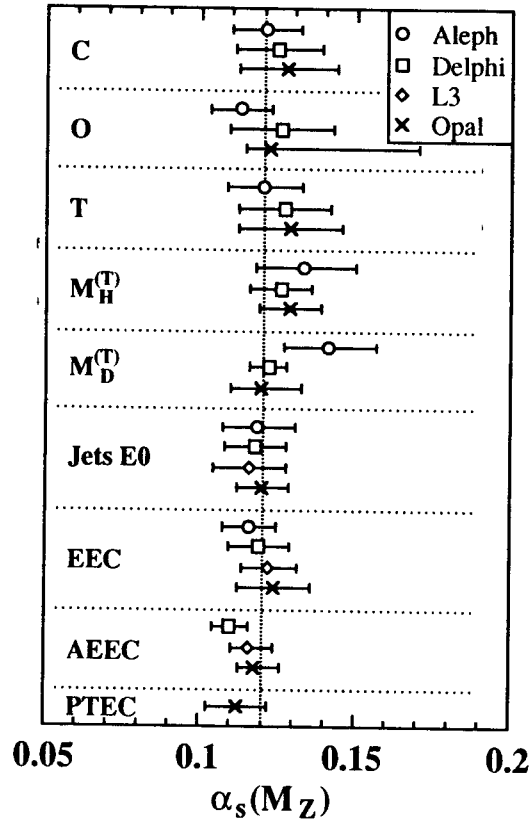 C
O
T
M_H^(T)
M_D^(T)
Jets E0
EEC
AEEC
PTEC
Aleph
Delphi
L3
Opal
0.05 0.1 0.15 0.2
α_s(M_Z)